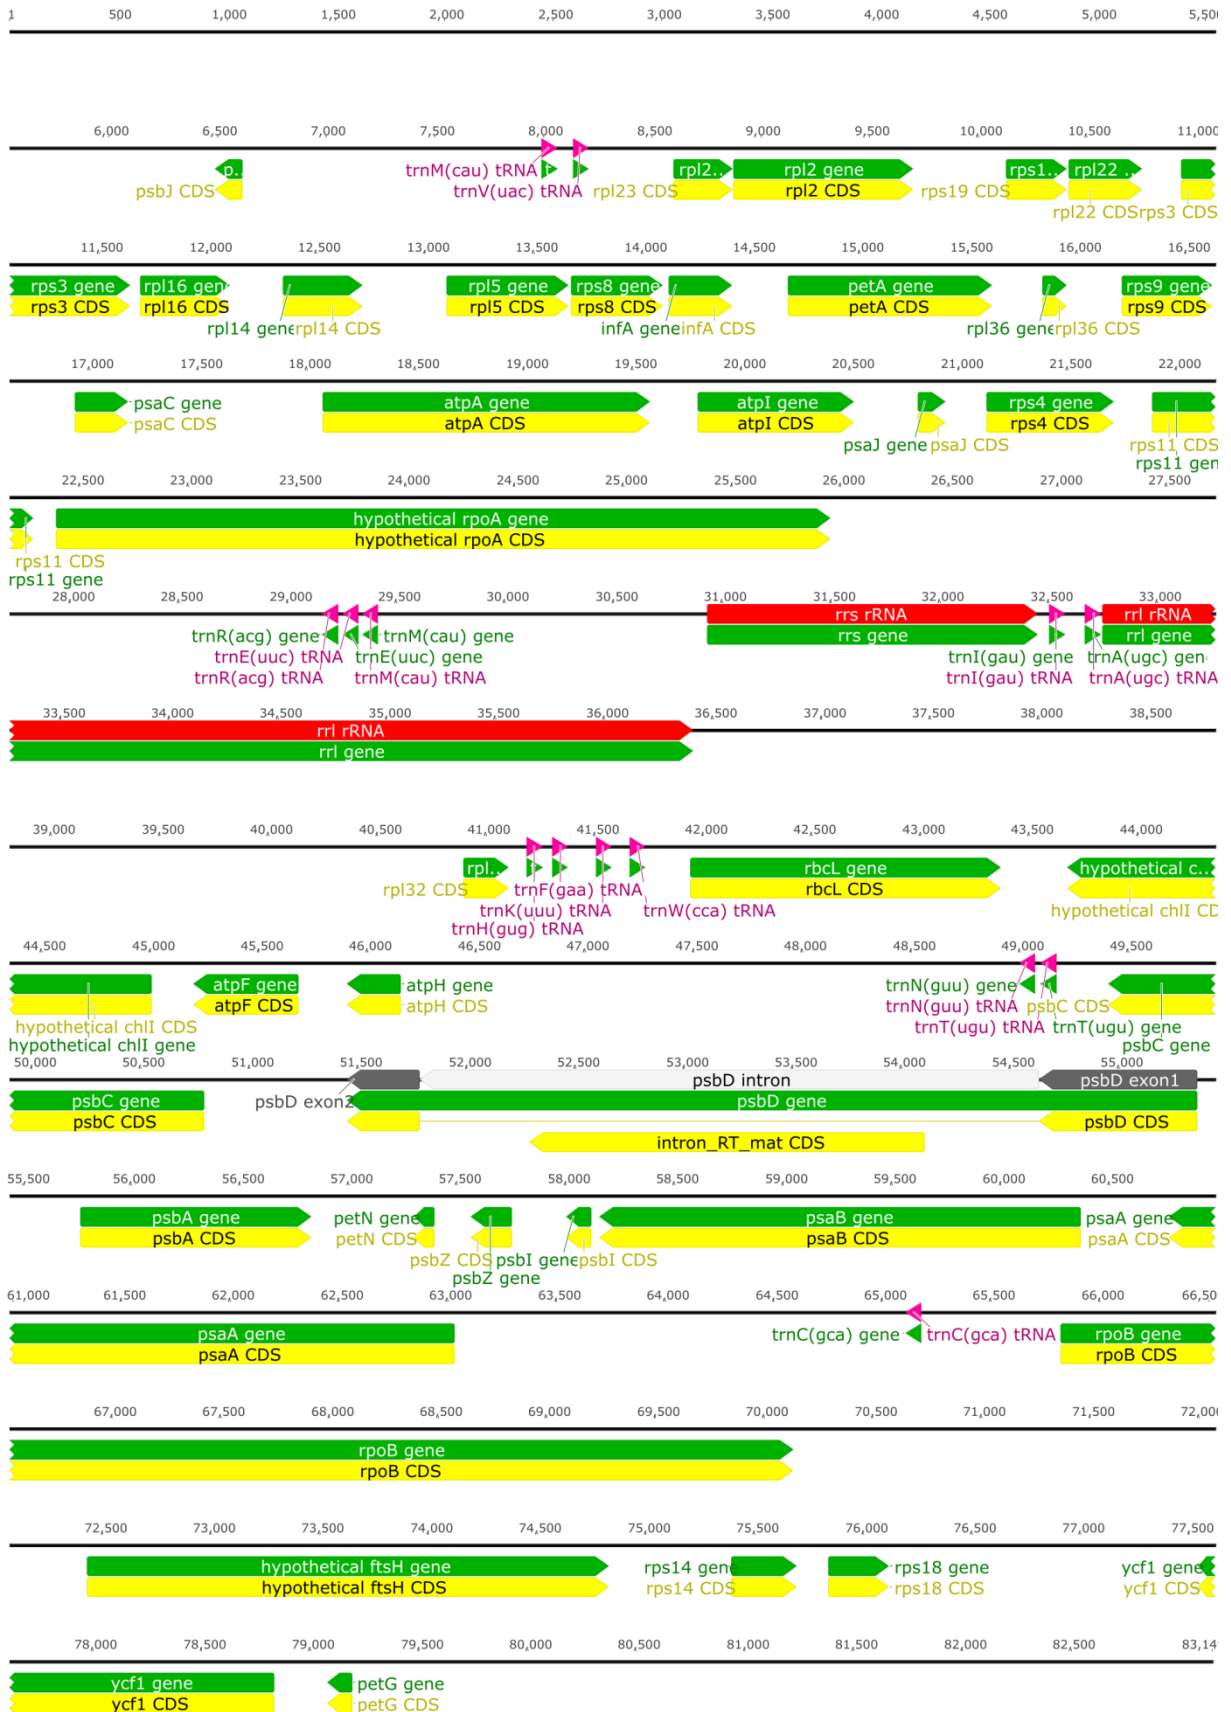 1 500 1,000 1,500 2,000 2,500 3,000 3,500 4,000 4,500 5,000 5,500
6,000 6,500 7,000 7,500 8,000 8,500 9,000 9,500 10,000 10,500 11,000
trnM(cau) tRNA
p.. t rpl2.. rpl2 gene rps1.. rpl22 ..
psbJ CDS trnV(uac) tRNA rpl23 CDS rpl2 CDS rps19 CDS
rpl22 CDS rps3 CDS
11,500 12,000 12,500 13,000 13,500 14,000 14,500 15,000 15,500 16,000 16,500
rps3 gene rpl16 gene rpl5 gene rps8 gene petA gene rps9 gene
rps3 CDS rpl16 CDS rpl5 CDS rps8 CDS petA CDS rps9 CDS
rpl14 gene rpl14 CDS infA gene infA CDS rpl36 gene rpl36 CDS
17,000 17,500 18,000 18,500 19,000 19,500 20,000 20,500 21,000 21,500 22,000
psaC gene atpA gene atpI gene rps4 gene
psaC CDS atpA CDS atpI CDS rps4 CDS
psaJ gene psaJ CDS rps11 CDS
rps11 gen
22,500 23,000 23,500 24,000 24,500 25,000 25,500 26,000 26,500 27,000 27,500
hypothetical rpoA gene
hypothetical rpoA CDS
rps11 CDS
rps11 gene
28,000 28,500 29,000 29,500 30,000 30,500 31,000 31,500 32,000 32,500 33,000
rrs rRNA rrl rRNA
trnR(acg) gene trnM(cau) gene rrs gene rrl gene
trnE(uuc) tRNA trnE(uuc) gene trnI(gau) gene trnA(ugc) gen
trnR(acg) tRNA trnM(cau) tRNA trnI(gau) tRNA trnA(ugc) tRNA
33,500 34,000 34,500 35,000 35,500 36,000 36,500 37,000 37,500 38,000 38,500
rrl rRNA
rrl gene
39,000 39,500 40,000 40,500 41,000 41,500 42,000 42,500 43,000 43,500 44,000
rpl.. rbcL gene hypothetical c..
rpl32 CDS trnF(gaa) tRNA rbcL CDS
trnK(uuu) tRNA trnW(cca) tRNA hypothetical chlI CD
trnH(gug) tRNA
44,500 45,000 45,500 46,000 46,500 47,000 47,500 48,000 48,500 49,000 49,500
atpF gene atpH gene trnN(guu) gene
atpF CDS atpH CDS trnN(guu) tRNA psbC CDS
hypothetical chlI CDS trnT(ugu) tRNA trnT(ugu) gene
hypothetical chlI gene psbC gene
50,000 50,500 51,000 51,500 52,000 52,500 53,000 53,500 54,000 54,500 55,000
psbD intron psbD exon1
psbC gene psbD exon2 psbD gene
psbC CDS psbD CDS
intron_RT_mat CDS
55,500 56,000 56,500 57,000 57,500 58,000 58,500 59,000 59,500 60,000 60,500
psbA gene petN gene psaB gene psaA gene
psbA CDS petN CDS psaB CDS psaA CDS
psbZ CDS psbI gene psbI CDS
psbZ gene
61,000 61,500 62,000 62,500 63,000 63,500 64,000 64,500 65,000 65,500 66,000 66,500
psaA gene trnC(gca) gene trnC(gca) tRNA rpoB gene
psaA CDS rpoB CDS
67,000 67,500 68,000 68,500 69,000 69,500 70,000 70,500 71,000 71,500 72,000
rpoB gene
rpoB CDS
72,500 73,000 73,500 74,000 74,500 75,000 75,500 76,000 76,500 77,000 77,500
hypothetical ftsH gene rps14 gene rps18 gene ycf1 gene
hypothetical ftsH CDS rps14 CDS rps18 CDS ycf1 CDS
78,000 78,500 79,000 79,500 80,000 80,500 81,000 81,500 82,000 82,500 83,14
ycf1 gene petG gene
ycf1 CDS petG CDS